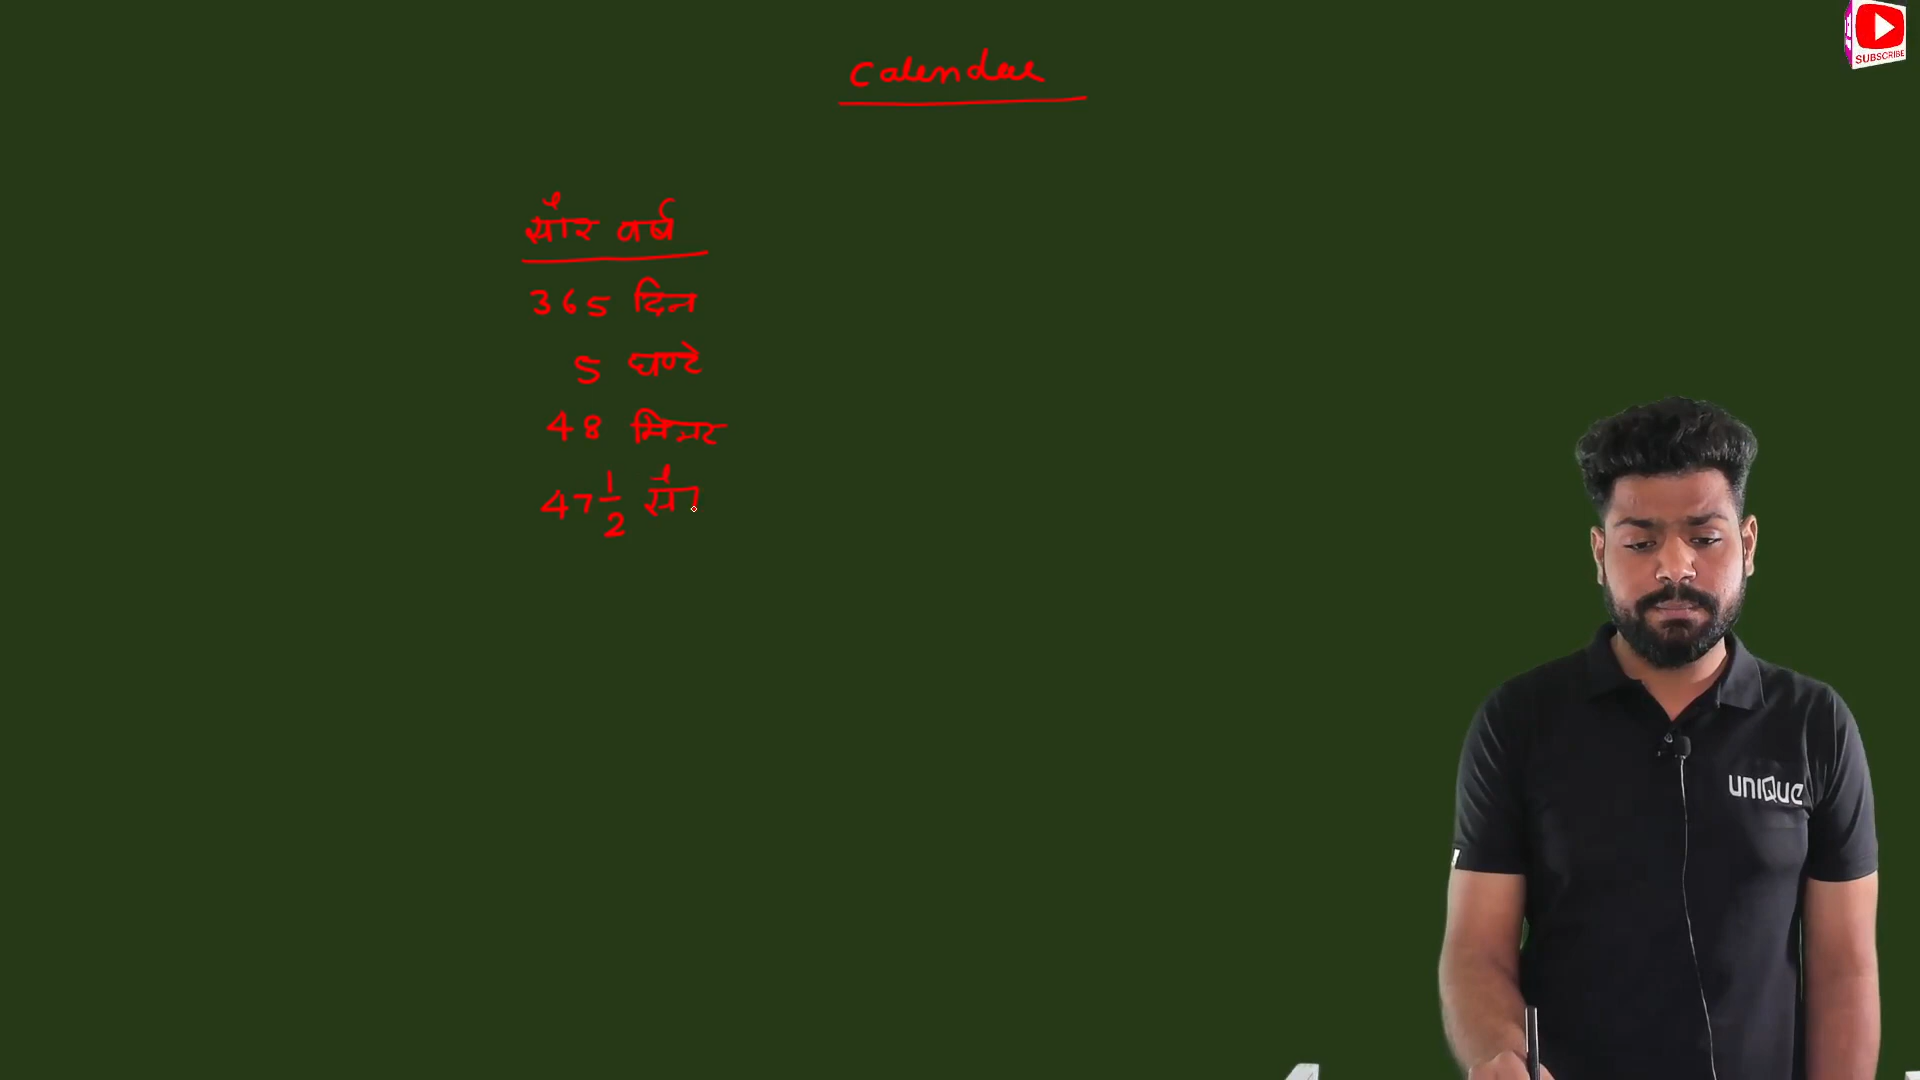 Calendar
सौर वर्ष
365 दिन
5 घण्टे
48 मिनट
47 1/2
SUBSCRIBE
UNIQUE